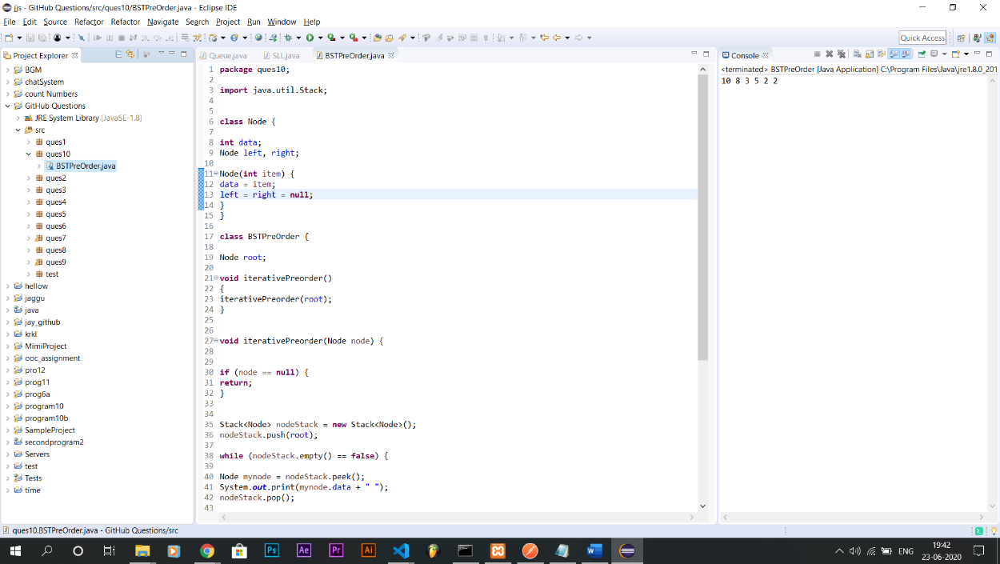 jjs - GitHub Questions/src/ques10/BSTPreOrder.java - Eclipse IDE
File Edit Source Refactor Refactor Navigate Search Project Run Window Help
Quick Access
Project Explorer
BGM
chatSystem
count Numbers
GitHub Questions
JRE System Library [JavaSE-1.8]
src
ques1
ques10
BSTPreOrder.java
ques2
ques3
ques4
ques5
ques6
ques7
ques8
ques9
test
hellow
jaggu
java
jay_github
krkl
MimiProject
ooc_assignment
pro12
prog11
prog6a
program10
program10b
SampleProject
secondprogram2
Servers
test
Tests
time
Queue.java SLL.java BSTPreOrder.java
1 package ques10;
2
3 import java.util.Stack;
4
5
6 class Node {
7
8 int data;
9 Node left, right;
10
11 Node(int item) {
12 data = item;
13 left = right = null;
14 }
15 }
16
17 class BSTPreOrder {
18
19 Node root;
20
21 void iterativePreorder()
22 {
23 iterativePreorder(root);
24 }
25
26
27 void iterativePreorder(Node node) {
28
29
30 if (node == null) {
31 return;
32 }
33
34
35 Stack<Node> nodeStack = new Stack<Node>();
36 nodeStack.push(root);
37
38 while (nodeStack.empty() == false) {
39
40 Node mynode = nodeStack.peek();
41 System.out.print(mynode.data + " ");
42 nodeStack.pop();
43
Console
<terminated> BSTPreOrder [Java Application] C:\Program Files\Java\jre1.8.0_201
10 8 3 5 2 2
ques10.BSTPreOrder.java - GitHub Questions/src
Ps Ae Pr Ai
ENG
19:42
23-06-2020